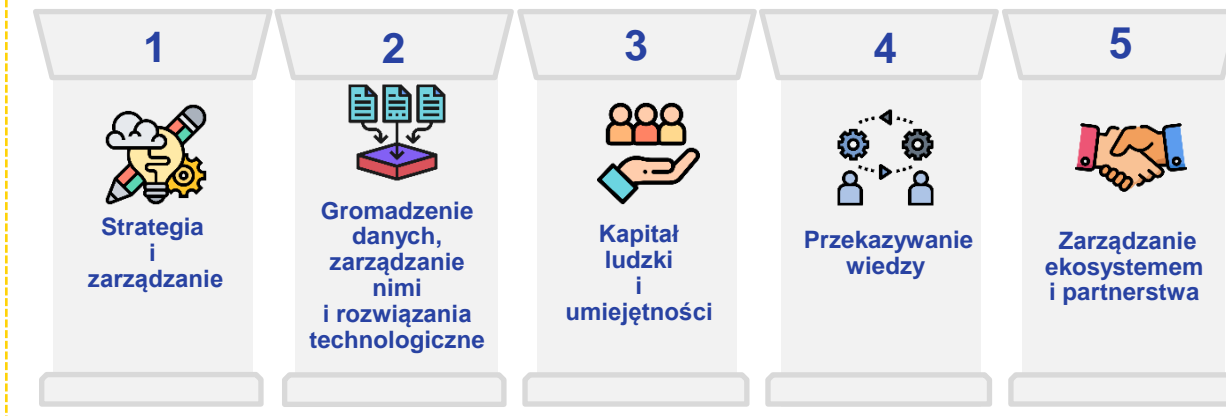 1
Strategia
i
zarządzanie
2
Gromadzenie
danych,
zarządzanie
nimi
i rozwiązania
technologiczne
3
Kapitał
ludzki
i
umiejętności
4
Przekazywanie
wiedzy
5
Zarządzanie
ekosystemem
i partnerstwa